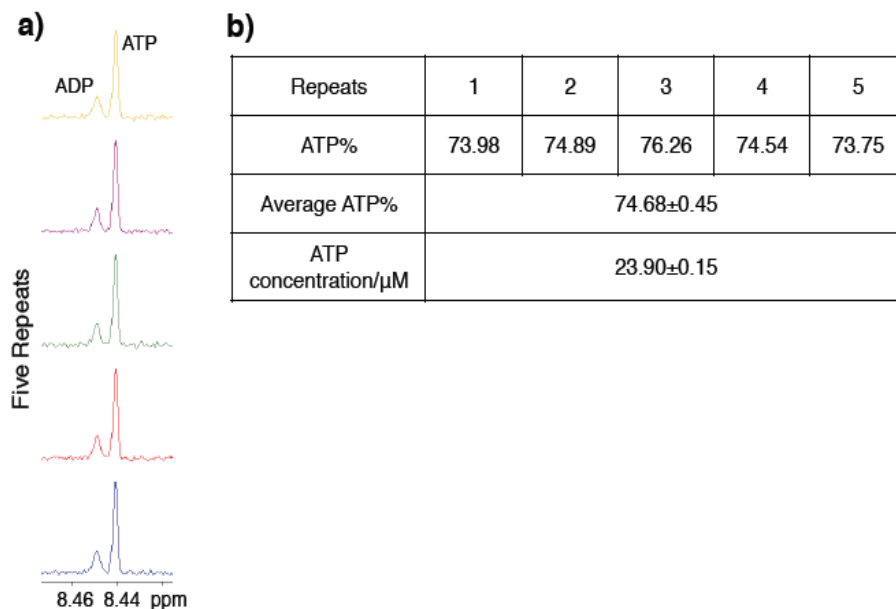 a)
ATP
ADP
Five Repeats
8.46 8.44 ppm
b)
Repeats 1 2 3 4 5
ATP% 73.98 74.89 76.26 74.54 73.75
Average ATP% 74.68±0.45
ATP
concentration/µM 23.90±0.15